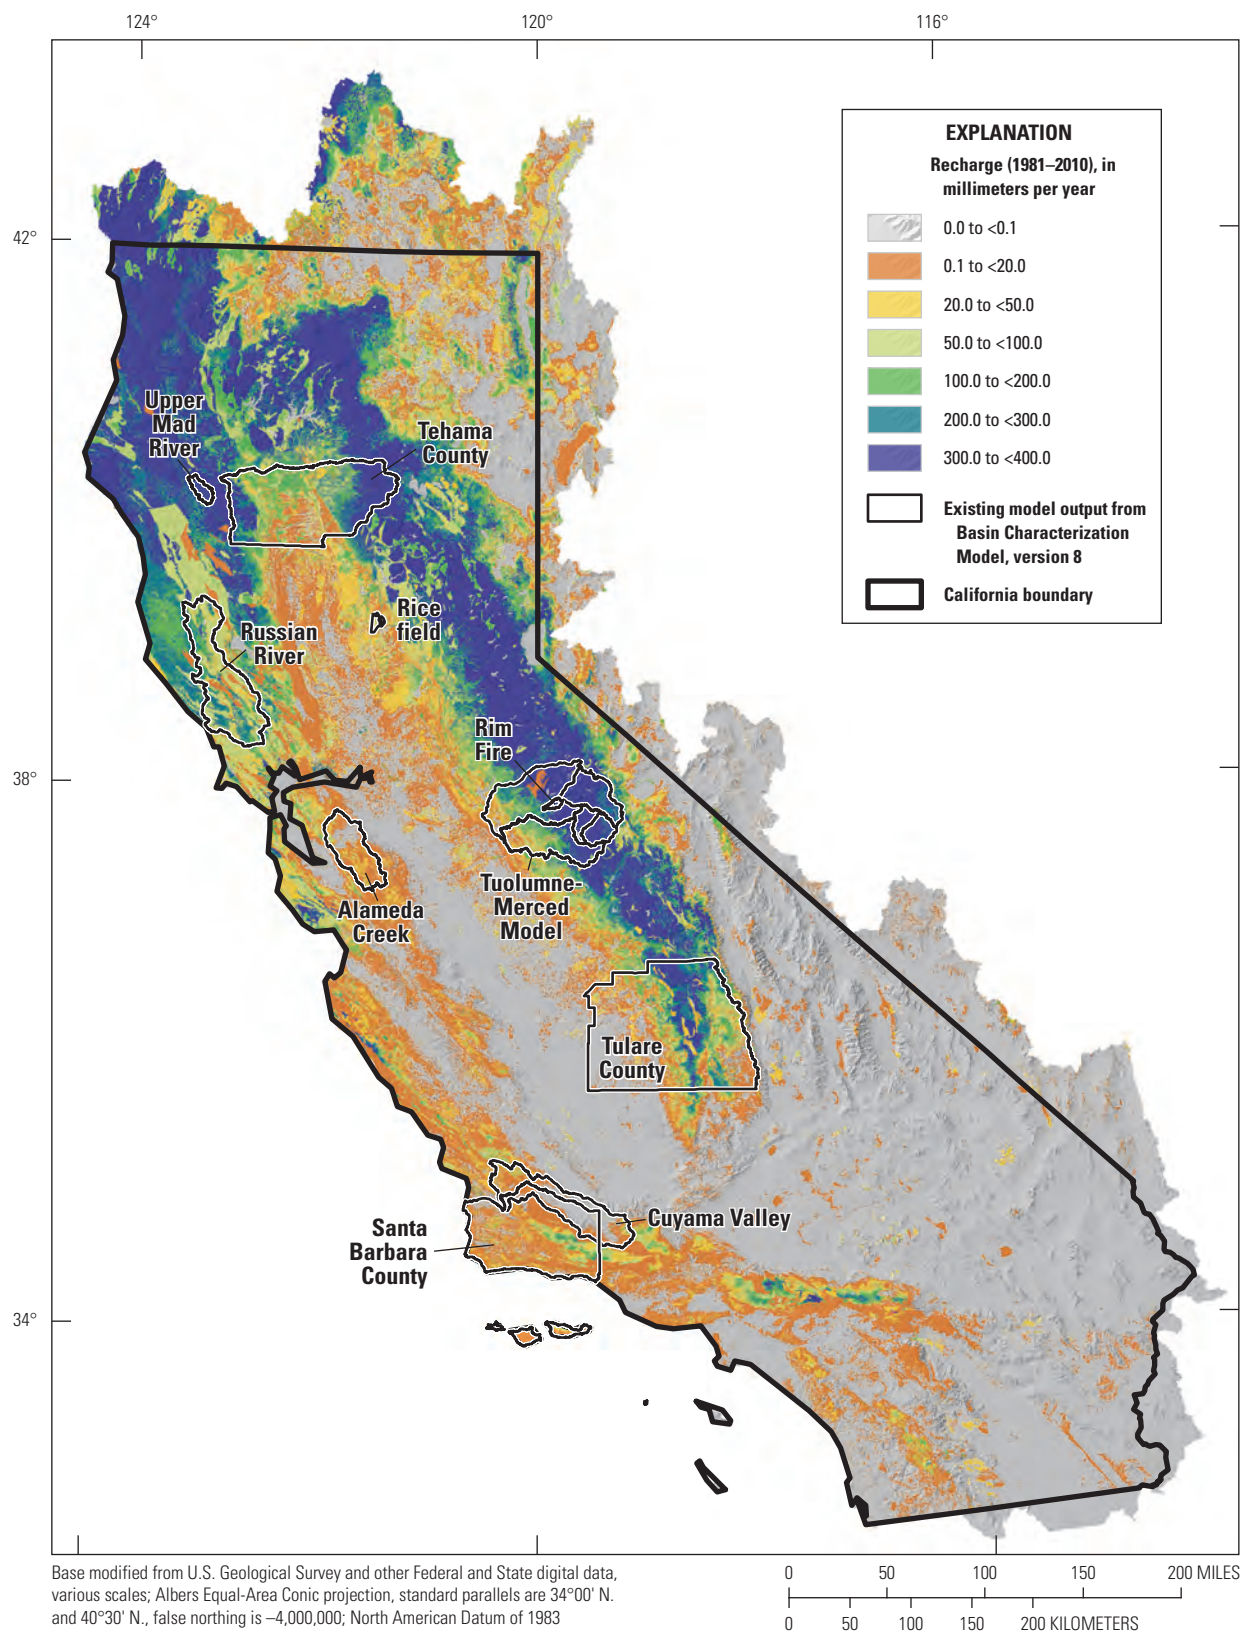 124°
120°
116°
42°
38°
34°
EXPLANATION
Recharge (1981–2010), in
millimeters per year
0.0 to <0.1
0.1 to <20.0
20.0 to <50.0
50.0 to <100.0
100.0 to <200.0
200.0 to <300.0
300.0 to <400.0
Existing model output from
Basin Characterization
Model, version 8
California boundary
Upper
Mad
River
Tehama
County
Rice
field
Russian
River
Rim
Fire
Tuolumne-
Merced
Model
Alameda
Creek
Tulare
County
Cuyama Valley
Santa
Barbara
County
Base modified from U.S. Geological Survey and other Federal and State digital data,
various scales; Albers Equal-Area Conic projection, standard parallels are 34°00' N.
and 40°30' N., false northing is –4,000,000; North American Datum of 1983
0 50 100 150 200 MILES
0 50 100 150 200 KILOMETERS